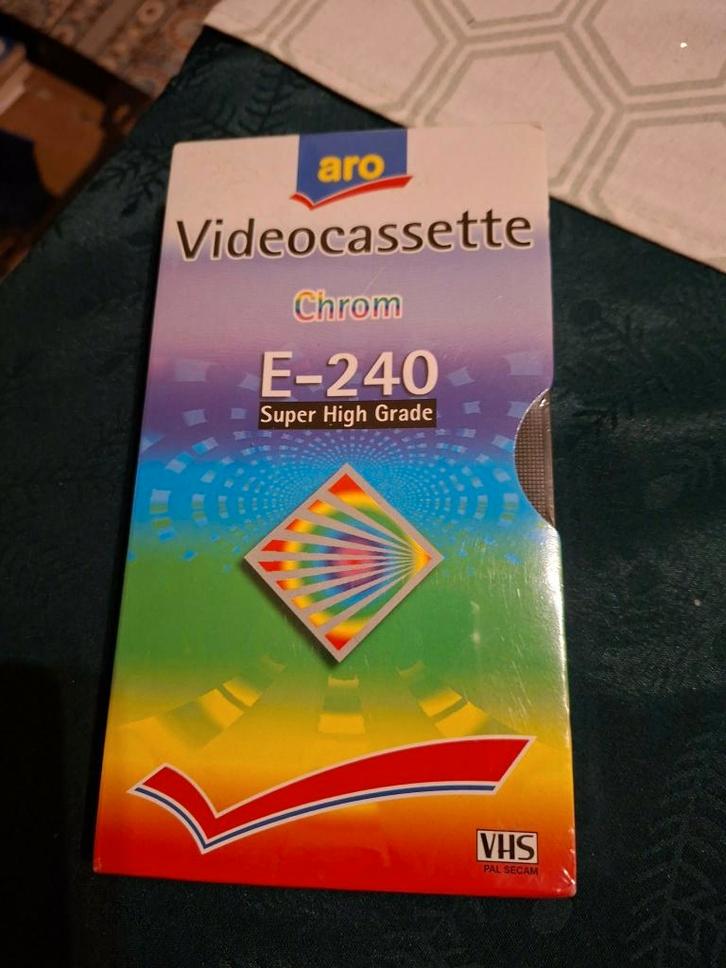 aro
Videocassette
Chrom
E-240
Super High Grade
VHS
PAL SECAM